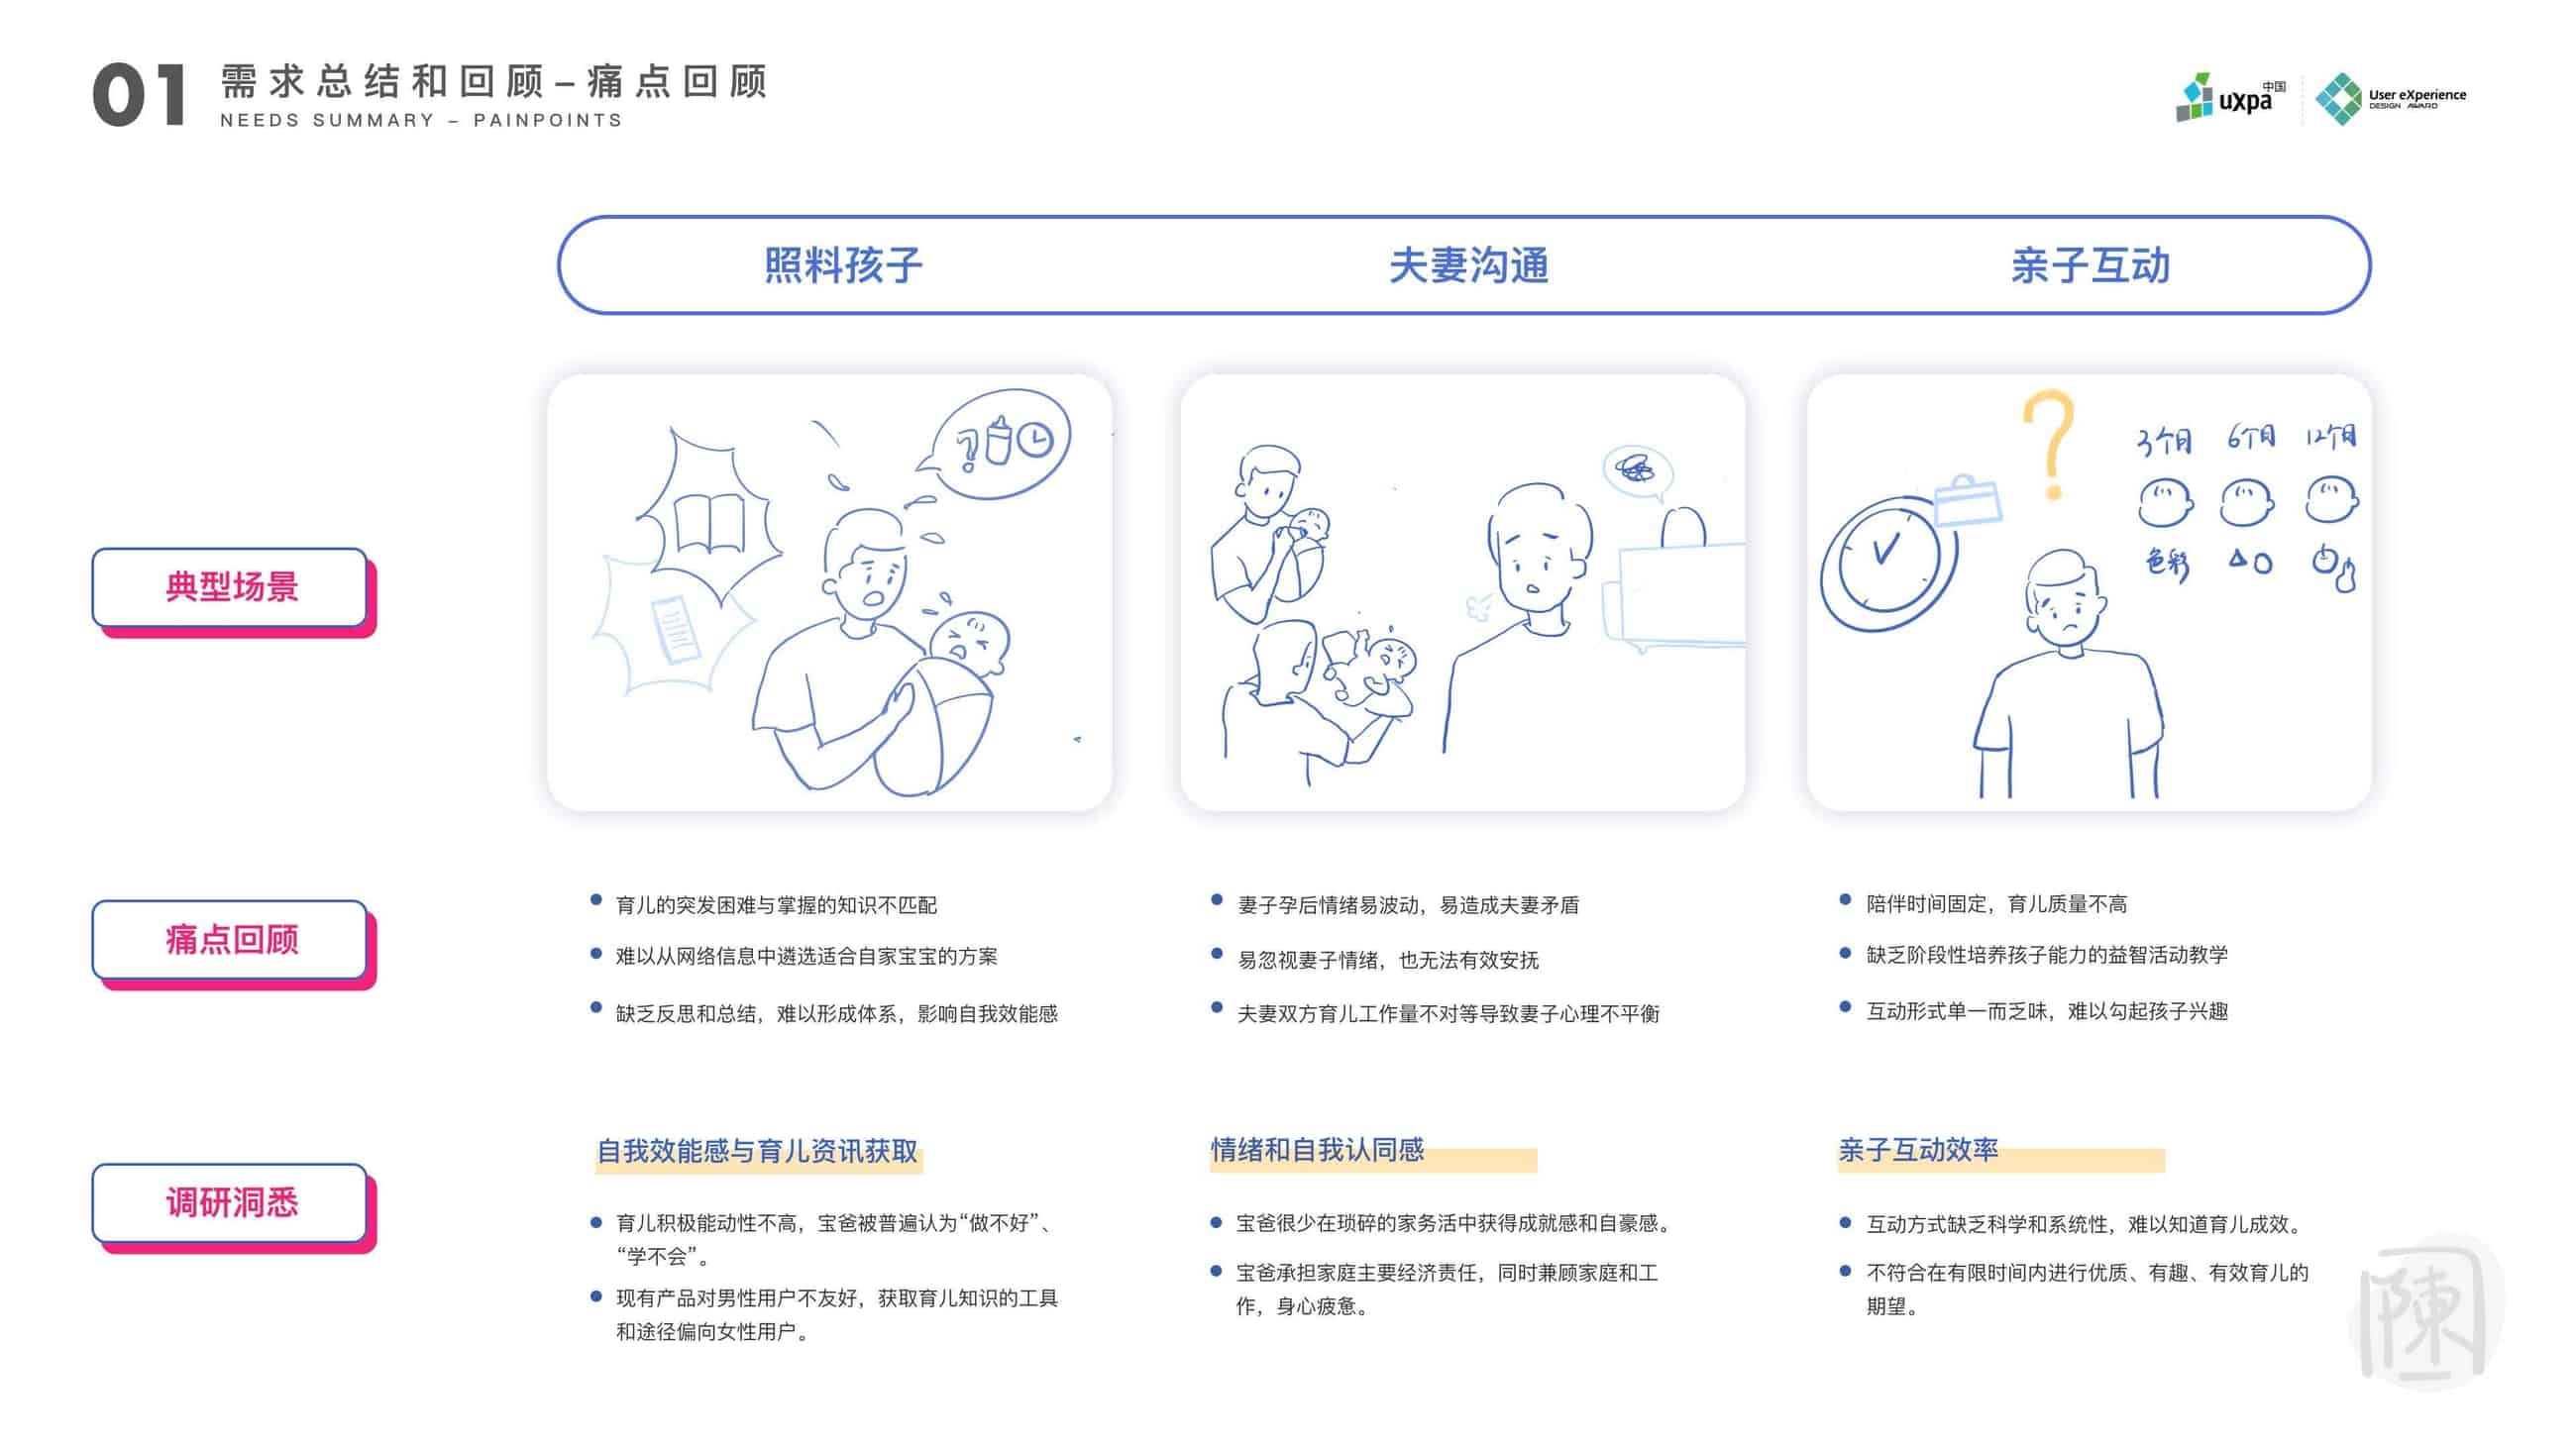 01
需求总结和回顾–痛点回顾
NEEDS SUMMARY – PAINPOINTS
uxpa 中国
User eXperience
DESIGN AWARD
照料孩子
夫妻沟通
亲子互动
典型场景
?
?
3个月 6个月 12个月
色彩
痛点回顾
育儿的突发困难与掌握的知识不匹配
难以从网络信息中遴选适合自家宝宝的方案
缺乏反思和总结，难以形成体系，影响自我效能感
妻子孕后情绪易波动，易造成夫妻矛盾
易忽视妻子情绪，也无法有效安抚
夫妻双方育儿工作量不对等导致妻子心理不平衡
陪伴时间固定，育儿质量不高
缺乏阶段性培养孩子能力的益智活动教学
互动形式单一而乏味，难以勾起孩子兴趣
调研洞悉
自我效能感与育儿资讯获取
育儿积极能动性不高，宝爸被普遍认为“做不好”、
“学不会”。
现有产品对男性用户不友好，获取育儿知识的工具
和途径偏向女性用户。
情绪和自我认同感
宝爸很少在琐碎的家务活中获得成就感和自豪感。
宝爸承担家庭主要经济责任，同时兼顾家庭和工
作，身心疲惫。
亲子互动效率
互动方式缺乏科学和系统性，难以知道育儿成效。
不符合在有限时间内进行优质、有趣、有效育儿的
期望。
陳